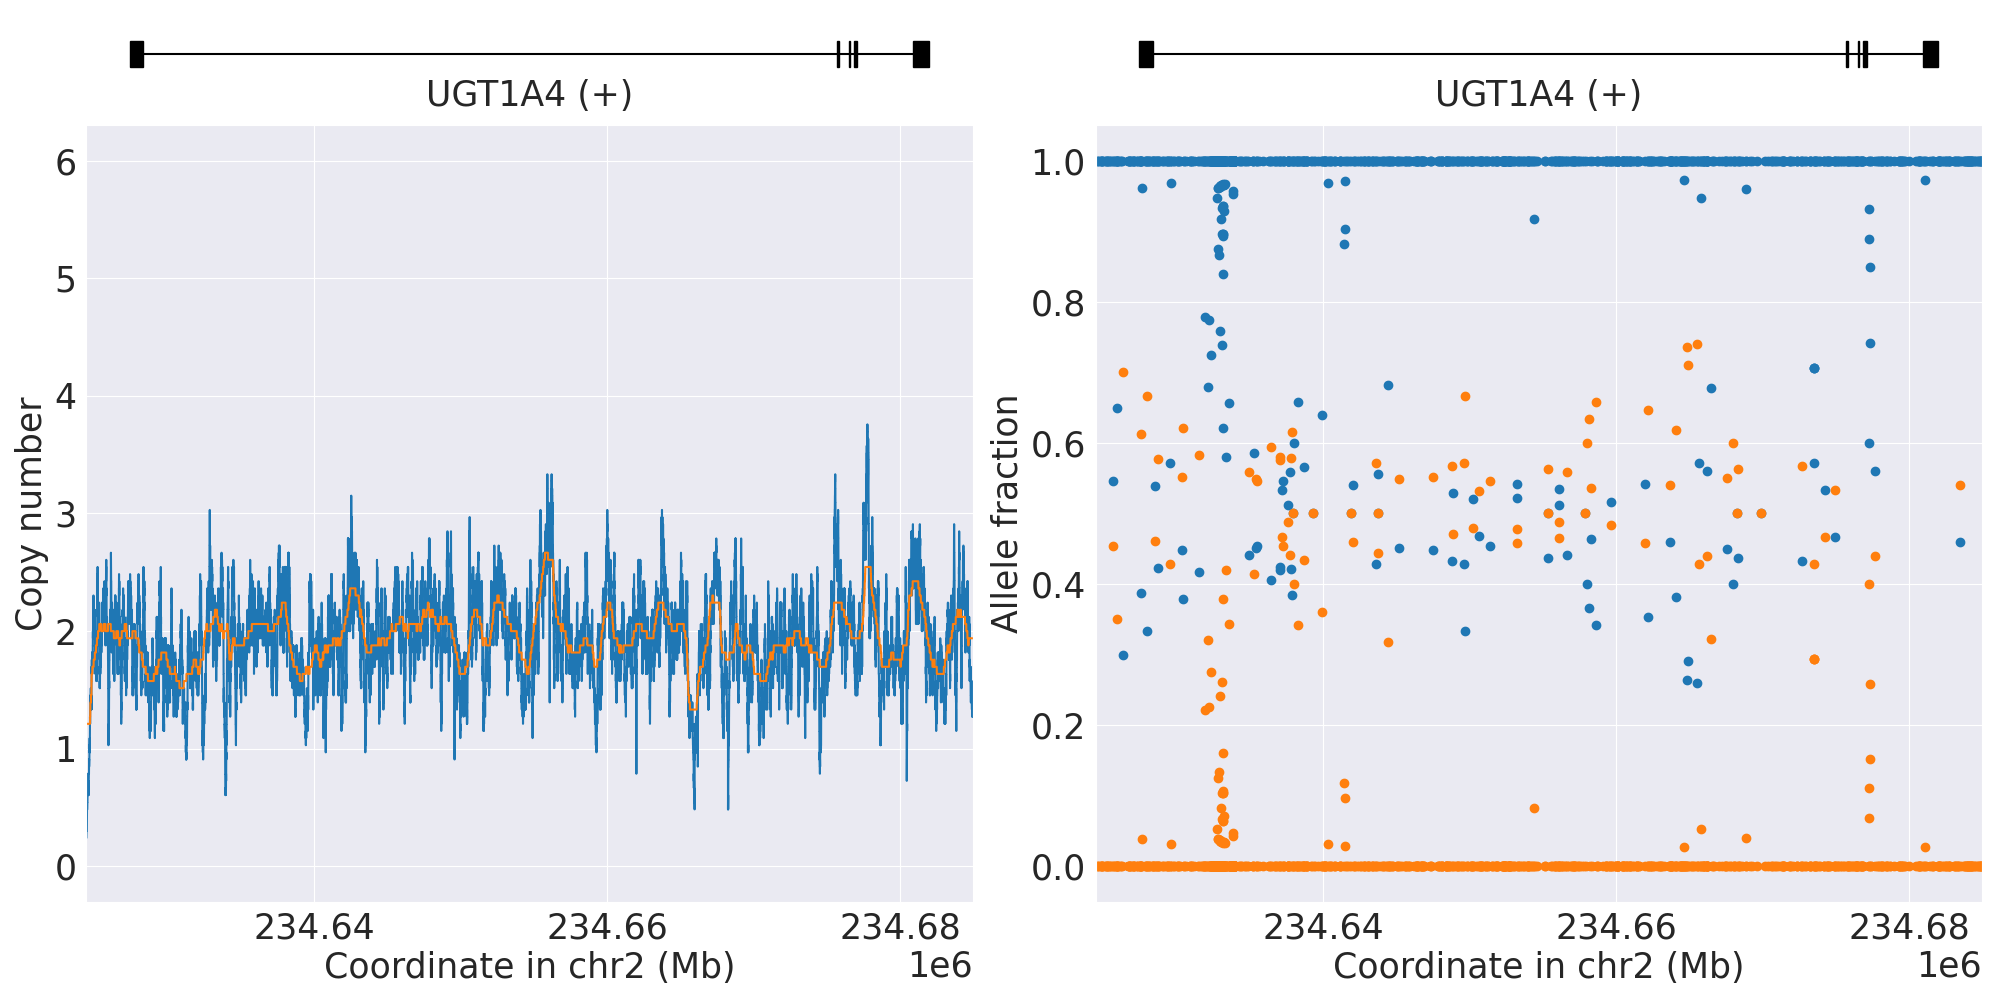 UGT1A4 (+)
6
5
4
3
2
1
0
Copy number
234.64
234.66
234.68
Coordinate in chr2 (Mb)
1e6
UGT1A4 (+)
1.0
0.8
0.6
0.4
0.2
0.0
Allele fraction
234.64
234.66
234.68
Coordinate in chr2 (Mb)
1e6